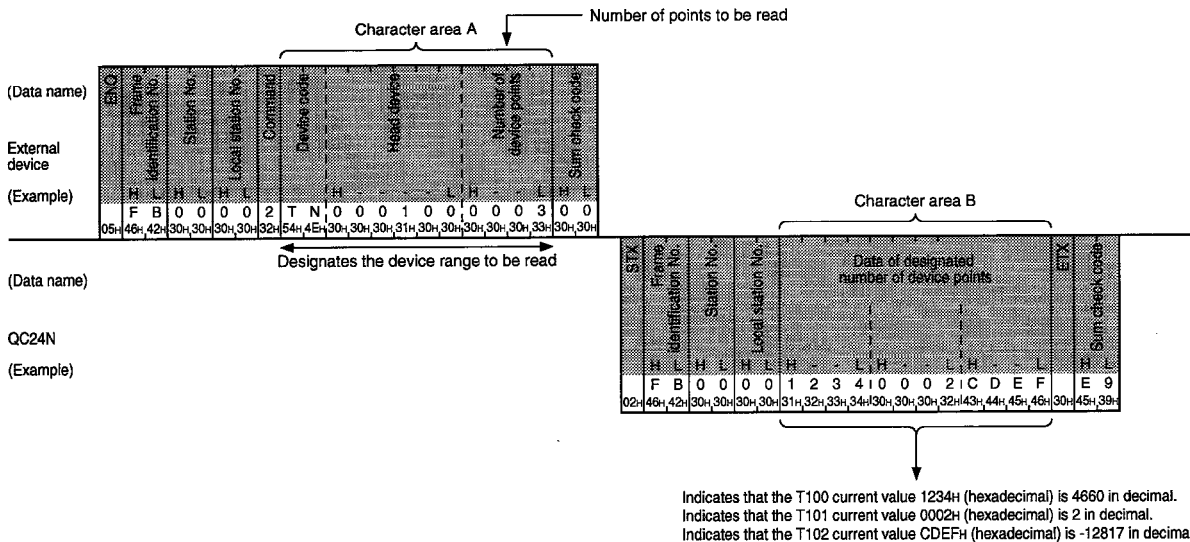 Number of points to be read
Character area A
(Data name)
ENQ
Frame
Identification No.
Station No.
Local station No.
Command
Device code
Head device
Number of
device points
Sum check code
External
device
(Example)
H L H L H L H - - - - L H - - L H L
F B 0 0 0 0 2 T N 0 0 0 1 0 0 0 0 0 3 0 0
05H 46H 42H 30H 30H 30H 30H 32H 54H 4EH 30H 30H 30H 31H 30H 30H 30H 30H 30H 33H 30H 30H
Designates the device range to be read
Character area B
(Data name)
STX
Frame
Identification No.
Station No.
Local station No.
Data of designated
number of device points
ETX
Sum check code
QC24N
(Example)
H L H L H L H - - L H - - L H - - L H L
F B 0 0 0 0 1 2 3 4 0 0 0 2 C D E F E 9
02H 46H 42H 30H 30H 30H 30H 31H 32H 33H 34H 30H 30H 30H 32H 43H 44H 45H 46H 30H 45H 39H
Indicates that the T100 current value 1234H (hexadecimal) is 4660 in decimal.
Indicates that the T101 current value 0002H (hexadecimal) is 2 in decimal.
Indicates that the T102 current value CDEFH (hexadecimal) is -12817 in decima